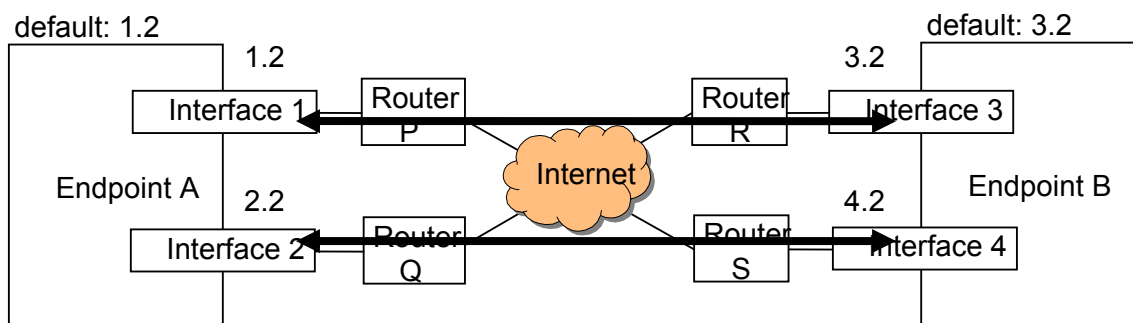 default: 1.2
default: 3.2
1.2
3.2
Interface 1
Router
P
Router
R
Interface 3
Internet
Endpoint A
Endpoint B
2.2
4.2
Interface 2
Router
Q
Router
S
Interface 4